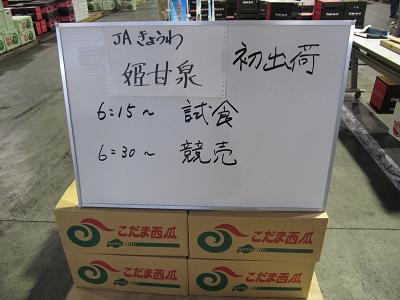 JAきょうわ
姫甘泉 初出荷
6:15~ 試食
6:30~ 競売
こだま西瓜
こだま西瓜
こだま西瓜
こだま西瓜